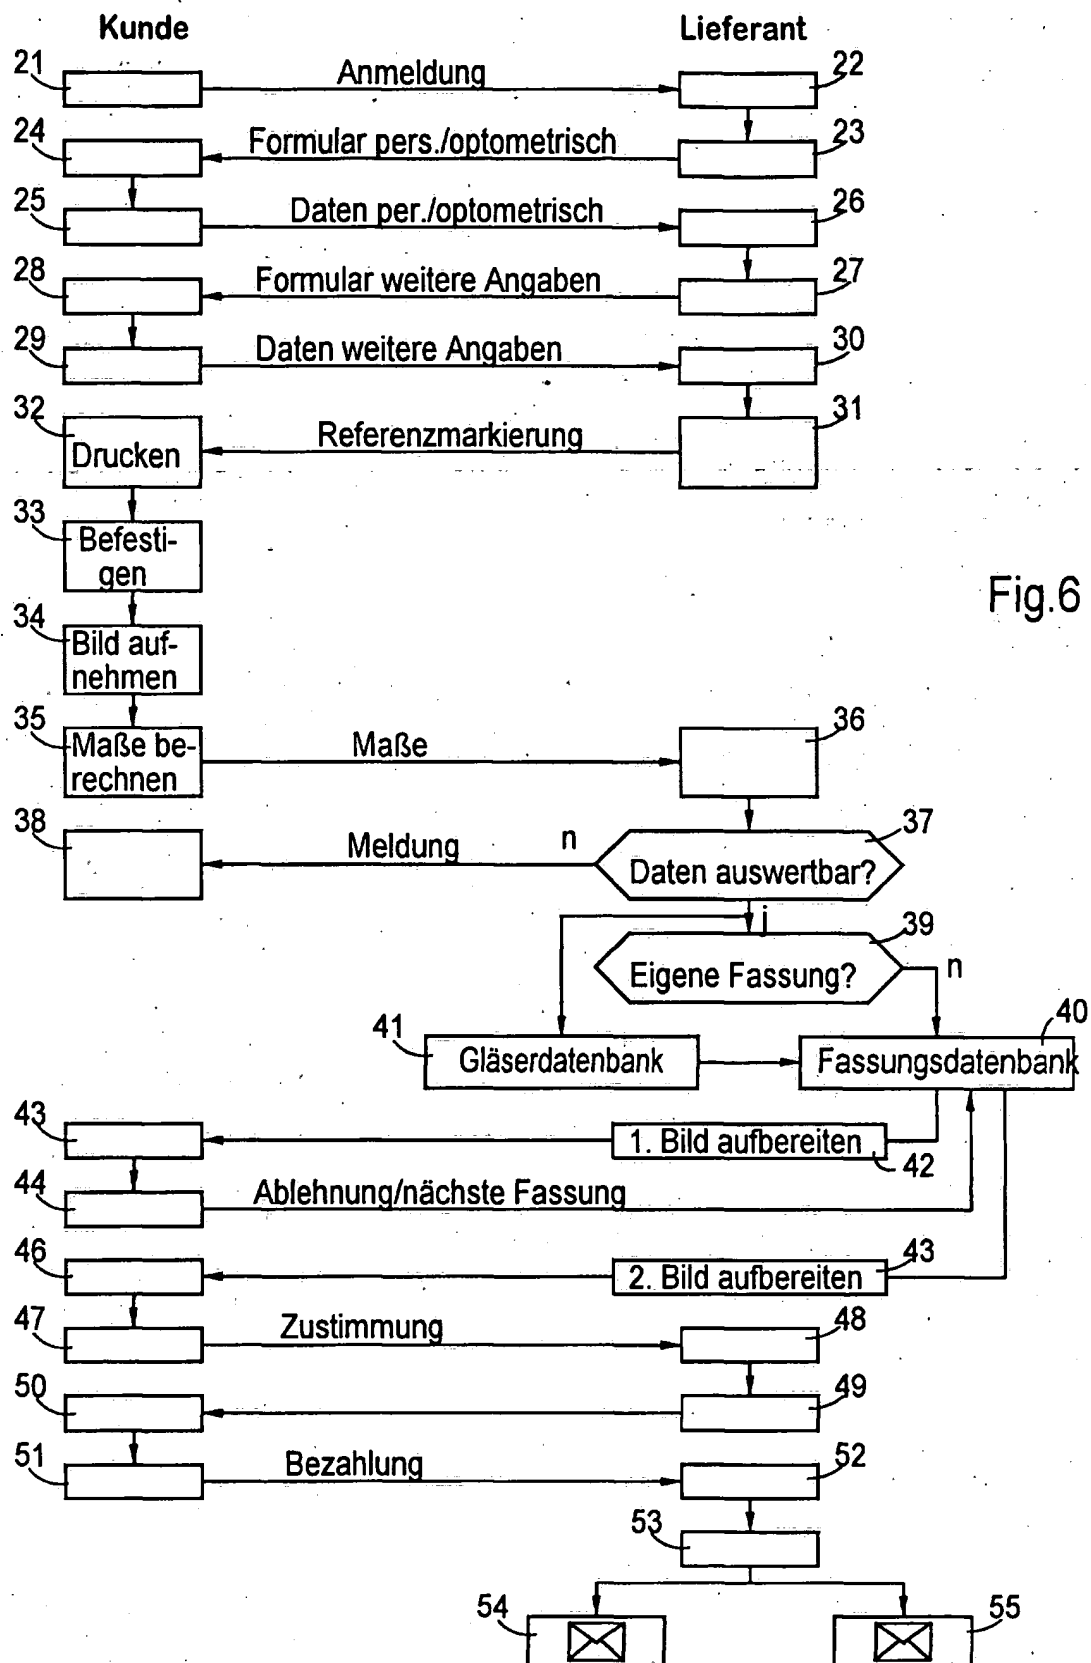 Kunde Lieferant
21 Anmeldung 22
24 Formular pers./optometrisch 23
25 Daten per./optometrisch 26
28 Formular weitere Angaben 27
29 Daten weitere Angaben 30
32 Drucken Referenzmarkierung 31
33 Befesti-
gen
Fig.6
34 Bild auf-
nehmen
35 Maße be- Maße 36
rechnen
38 Meldung n 37
Daten auswertbar?
j 39
Eigene Fassung? n
41 Gläserdatenbank 40 Fassungsdatenbank
43 1. Bild aufbereiten 42
44 Ablehnung/nächste Fassung
46 2. Bild aufbereiten 43
47 Zustimmung 48
50 49
51 Bezahlung 52
53
54 55